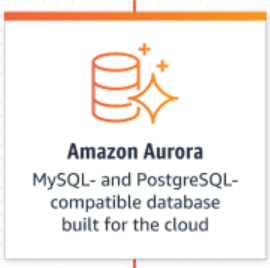 Amazon Aurora
MySQL- and PostgreSQL-
compatible database
built for the cloud